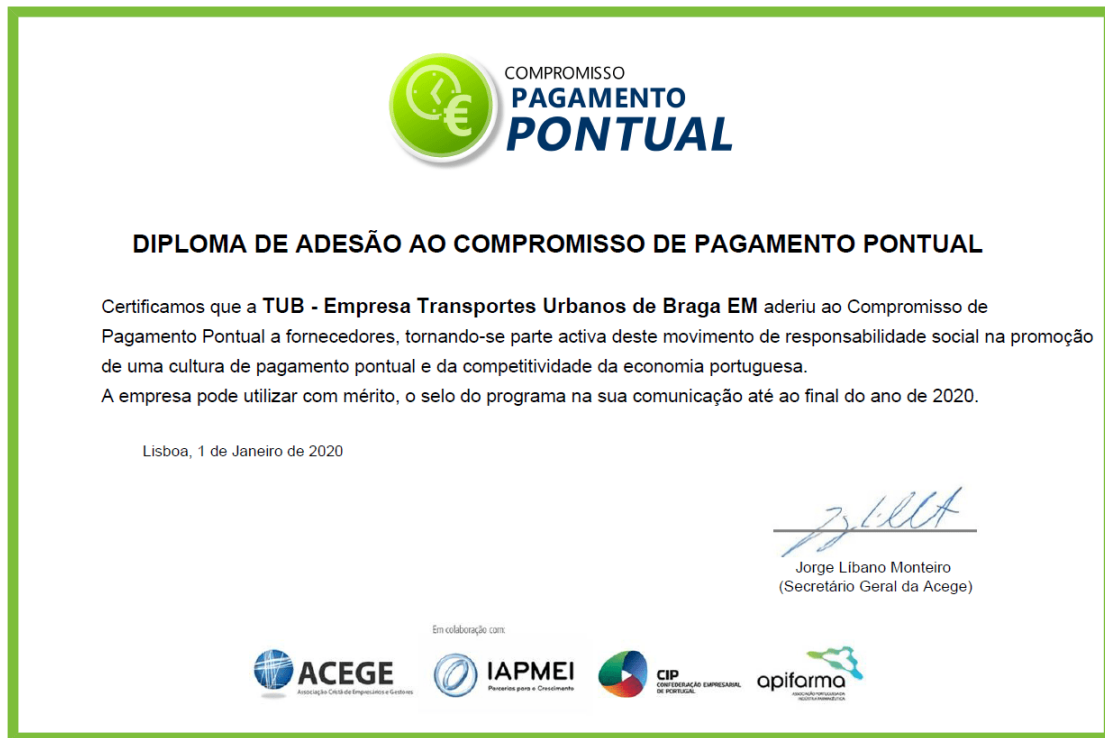 COMPROMISSO
PAGAMENTO
PONTUAL
DIPLOMA DE ADESÃO AO COMPROMISSO DE PAGAMENTO PONTUAL
Certificamos que a TUB - Empresa Transportes Urbanos de Braga EM aderiu ao Compromisso de
Pagamento Pontual a fornecedores, tornando-se parte activa deste movimento de responsabilidade social na promoção
de uma cultura de pagamento pontual e da competitividade da economia portuguesa.
A empresa pode utilizar com mérito, o selo do programa na sua comunicação até ao final do ano de 2020.
Lisboa, 1 de Janeiro de 2020
Jorge Líbano Monteiro
(Secretário Geral da Acege)
Em colaboração com:
ACEGE
Associação Cristã de Empresários e Gestores
IAPMEI
Parcerias para o Crescimento
CIP
CONFEDERAÇÃO EMPRESARIAL
DE PORTUGAL
apifarma
ASSOCIAÇÃO PORTUGUESA DA
INDÚSTRIA FARMACÊUTICA